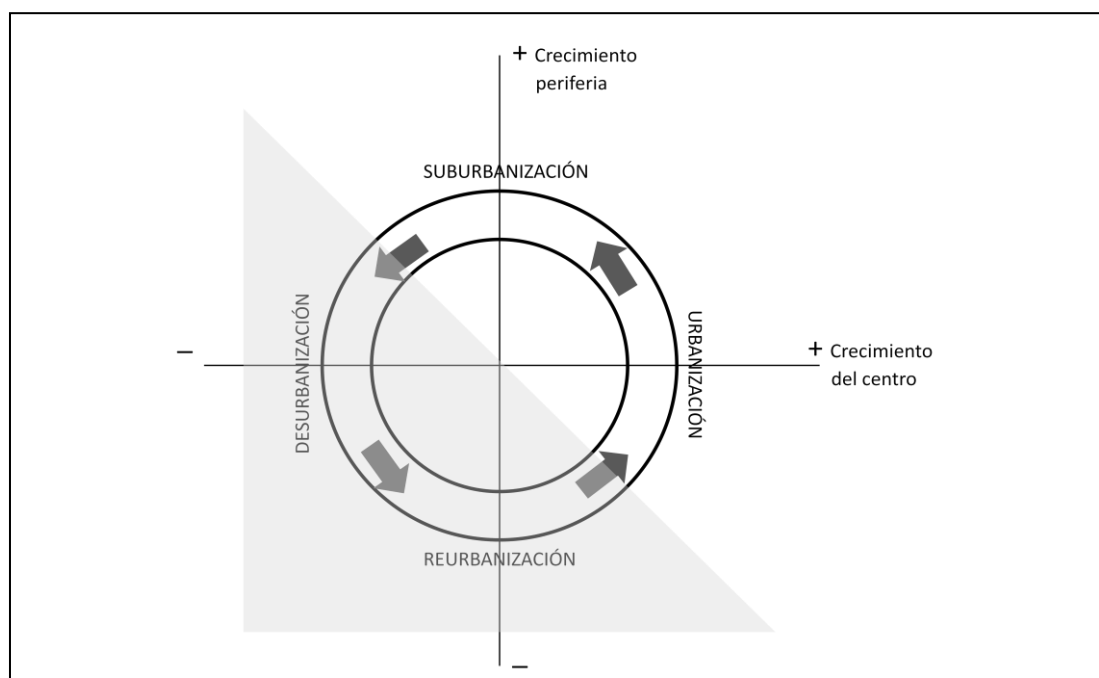 + Crecimiento
periferia
SUBURBANIZACIÓN
DESURBANIZACIÓN
URBANIZACIÓN
–
+ Crecimiento
del centro
REURBANIZACIÓN
–